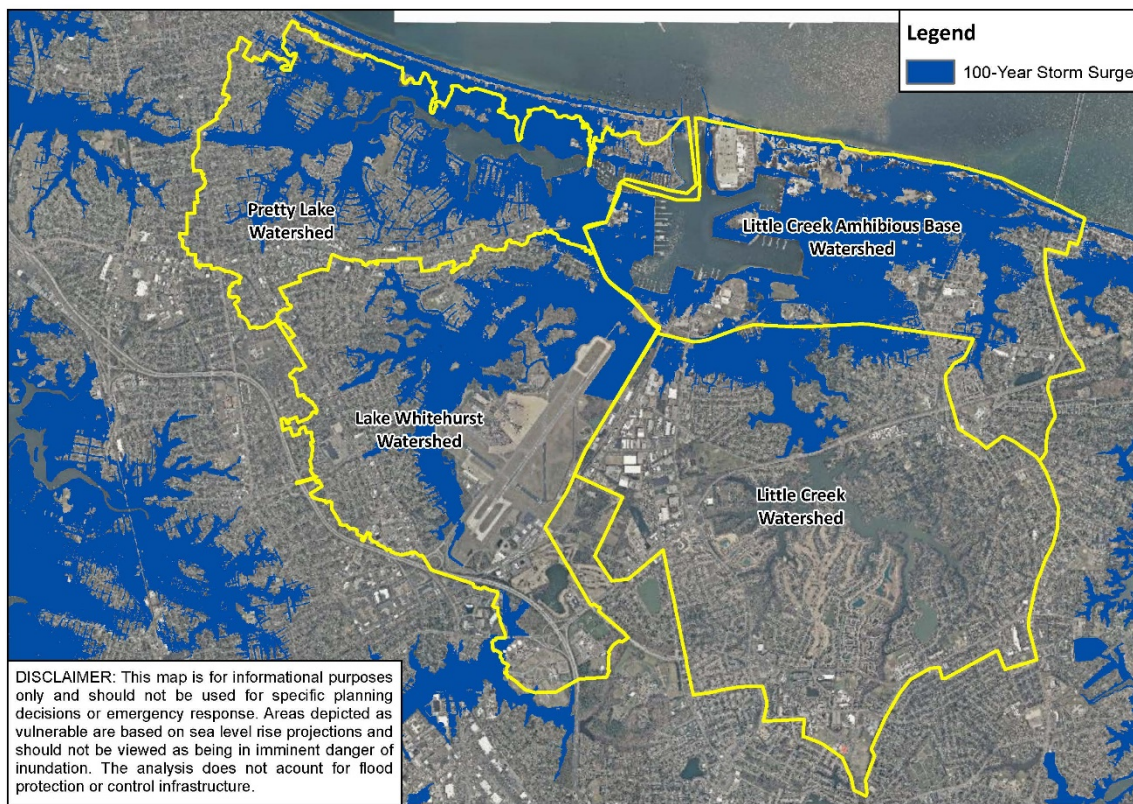 Legend
100-Year Storm Surge
Pretty Lake
Watershed
Little Creek Amhibious Base
Watershed
Lake Whitehurst
Watershed
Little Creek
Watershed
DISCLAIMER: This map is for informational purposes
only and should not be used for specific planning
decisions or emergency response. Areas depicted as
vulnerable are based on sea level rise projections and
should not be viewed as being in imminent danger of
inundation. The analysis does not acount for flood
protection or control infrastructure.